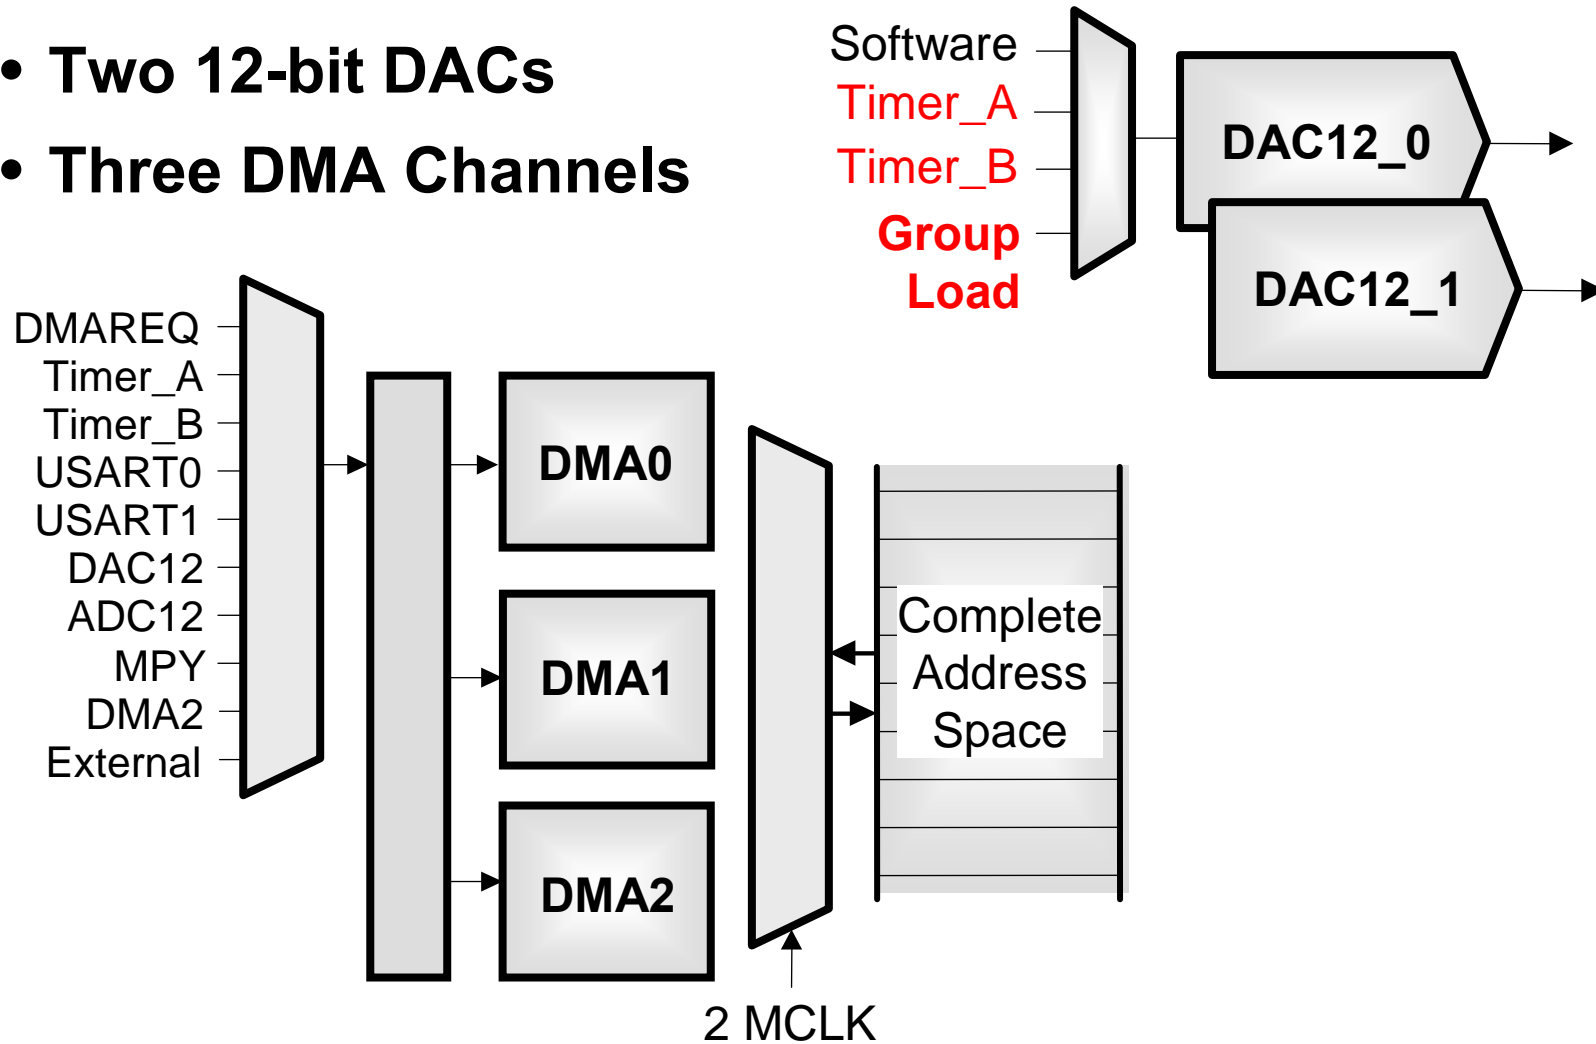 • Two 12-bit DACs
• Three DMA Channels
Software
Timer_A
Timer_B
Group
Load
DAC12_0
DAC12_1
DMAREQ
Timer_A
Timer_B
USART0
USART1
DAC12
ADC12
MPY
DMA2
External
DMA0
DMA1
DMA2
Complete
Address
Space
2 MCLK